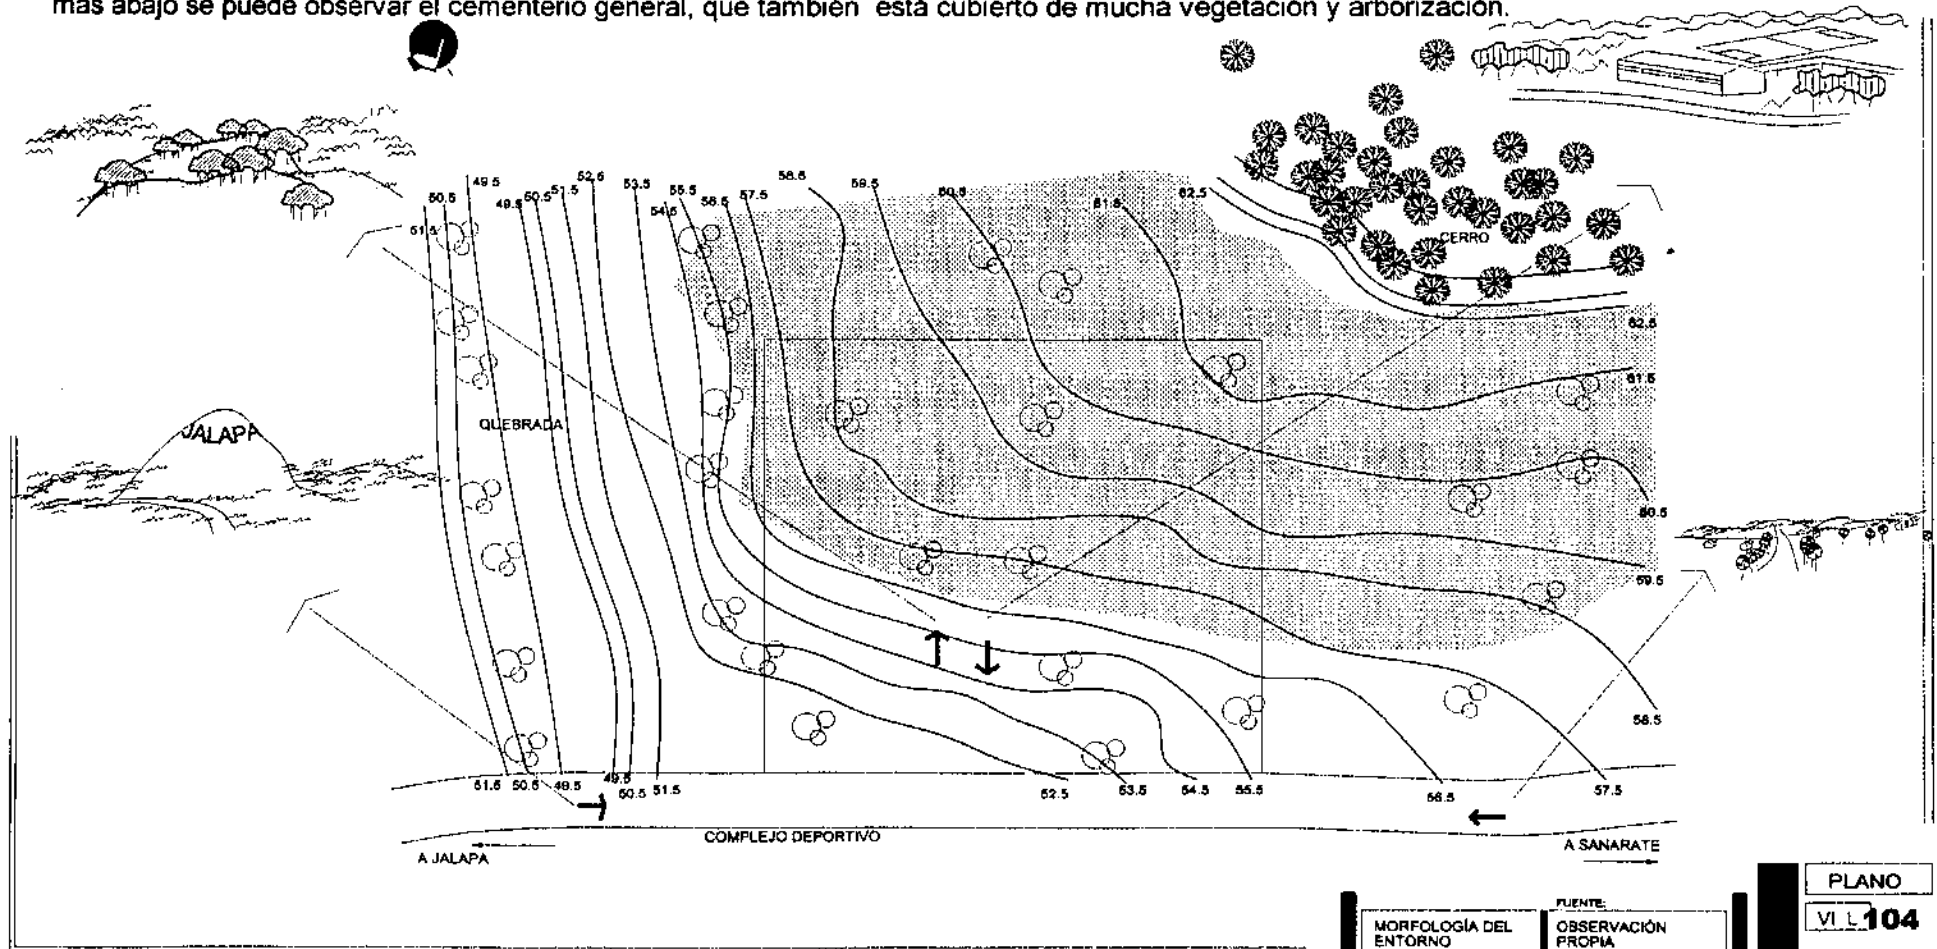 más abajo se puede observar el cementerio general, que también está cubierto de mucha vegetación y arborización.
49.5
50.5
51.5
49.5
50.5
51.5
52.5
53.5
54.5
55.5
56.5
57.5
58.5
59.5
60.5
61.5
62.5
CERRO
62.5
61.5
QUEBRADA
JALAPA
60.5
59.5
58.5
51.5
50.5
49.5
49.5
50.5
51.5
52.5
53.5
54.5
55.5
56.5
57.5
COMPLEJO DEPORTIVO
A JALAPA
A SANARATE
MORFOLOGÍA DEL
ENTORNO
FUENTE:
OBSERVACIÓN
PROPIA
PLANO
VI L
104